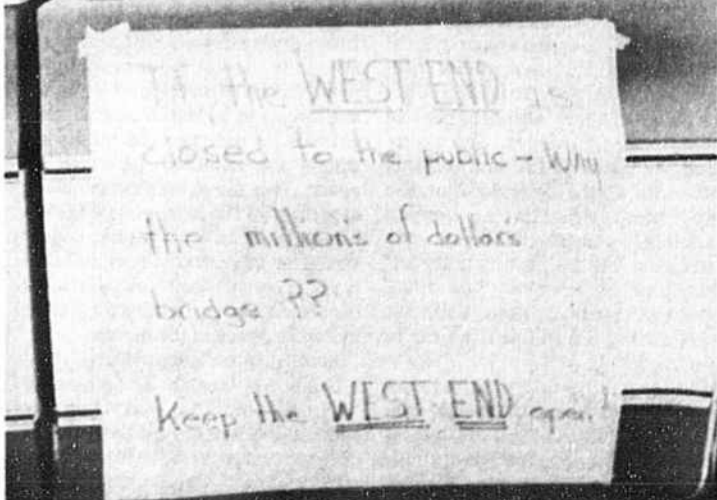 If the WEST END is
closed to the public - Why
the millions of dollars
bridge ??
Keep the WEST END open!